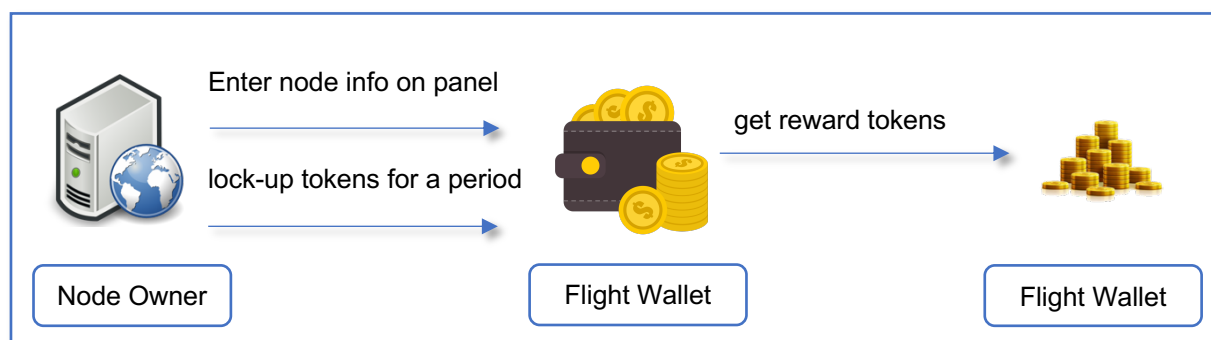 Enter node info on panel
get reward tokens
lock-up tokens for a period
Node Owner
Flight Wallet
Flight Wallet